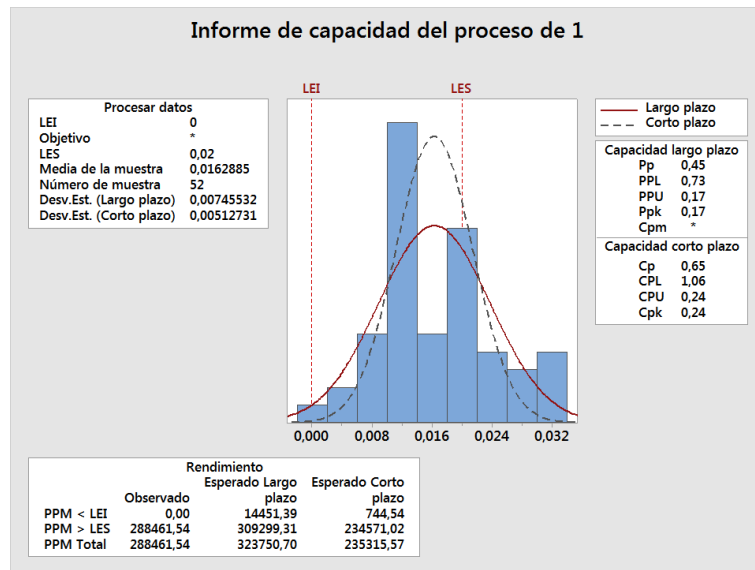 Informe de capacidad del proceso de 1
LEI LES
Procesar datos
LEI 0
Objetivo *
LES 0,02
Media de la muestra 0,0162885
Número de muestra 52
Desv.Est. (Largo plazo) 0,00745532
Desv.Est. (Corto plazo) 0,00512731
Largo plazo
Corto plazo
Capacidad largo plazo
Pp 0,45
PPL 0,73
PPU 0,17
Ppk 0,17
Cpm *
Capacidad corto plazo
Cp 0,65
CPL 1,06
CPU 0,24
Cpk 0,24
0,000 0,008 0,016 0,024 0,032
Rendimiento
Esperado Largo Esperado Corto
Observado plazo plazo
PPM < LEI 0,00 14451,39 744,54
PPM > LES 288461,54 309299,31 234571,02
PPM Total 288461,54 323750,70 235315,57